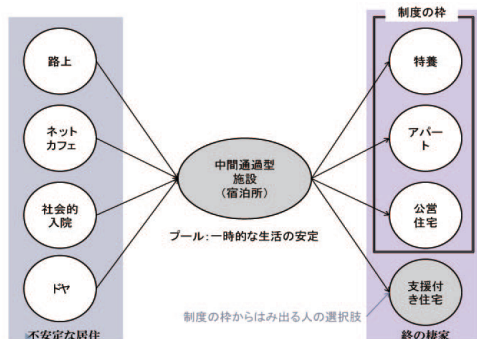 制度の枠
路上
ネット
カフェ
社会的
入院
ドヤ
不安定な居住
中間通過型
施設
(宿泊所)
プール:一時的な生活の安定
特養
アパー
ト
公営
住宅
支援付
き住宅
制度の枠からはみ出る人の選択肢
終の棲家